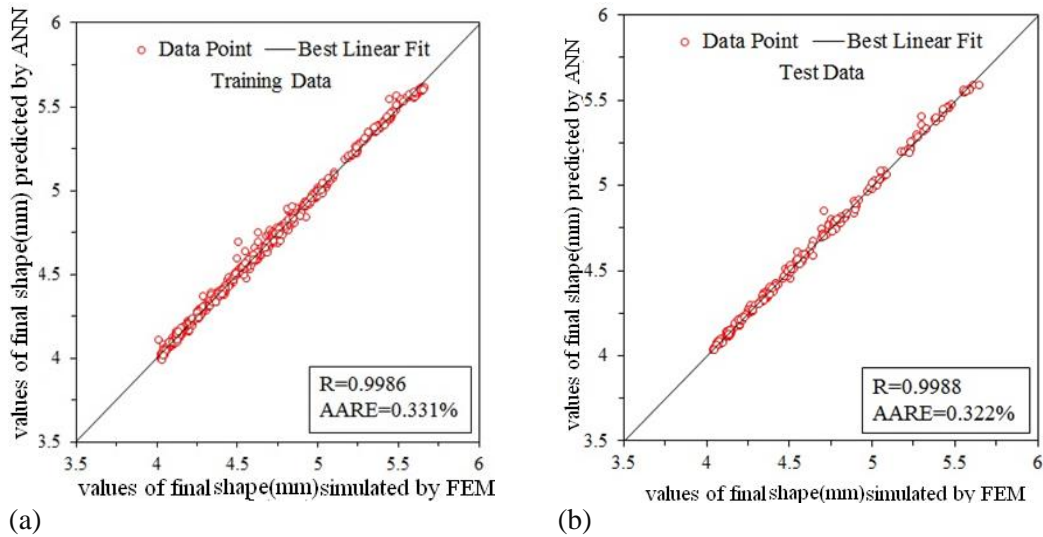 6
5.5
5
4.5
4
3.5
3.5
4
4.5
5
5.5
6
values of final shape(mm) predicted by ANN
Data Point
Best Linear Fit
Training Data
R=0.9986
AARE=0.331%
values of final shape(mm)simulated by FEM
(a)
6
5.5
5
4.5
4
3.5
3.5
4
4.5
5
5.5
6
values of final shape(mm) predicted by ANN
Data Point
Best Linear Fit
Test Data
R=0.9988
AARE=0.322%
values of final shape(mm)simulated by FEM
(b)